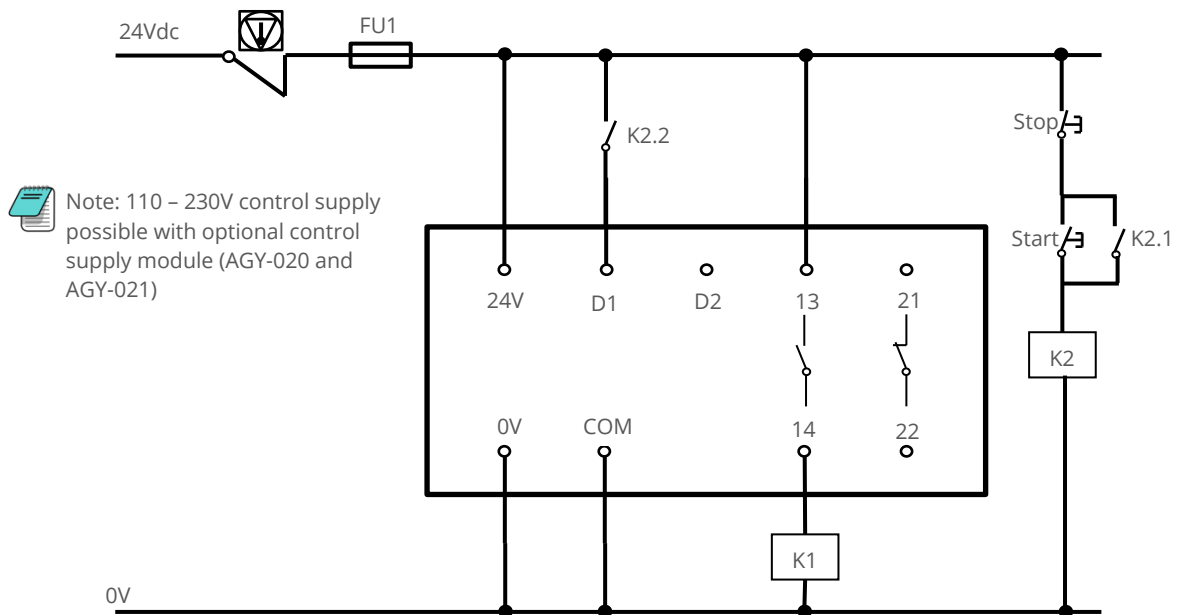 24Vdc
FU1
K2.2
Stop
Note: 110 – 230V control supply
possible with optional control
supply module (AGY-020 and
AGY-021)
Start
K2.1
24V
D1
D2
13
21
K2
0V
COM
14
22
K1
0V